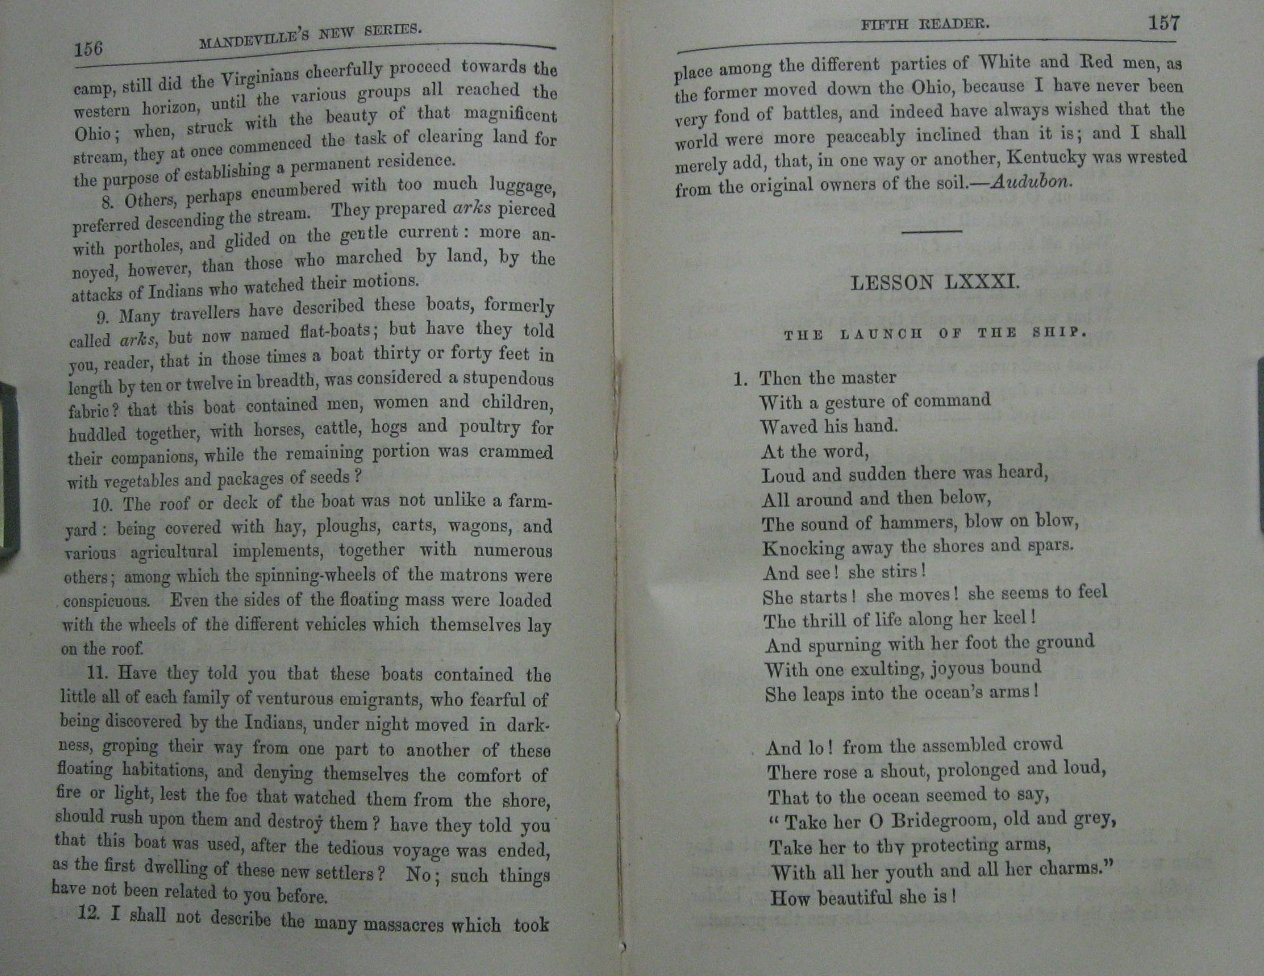 156 MANDEVILLE'S NEW SERIES.
camp, still did the Virginians cheerfully proceed towards the
western horizon, until the various groups all reached the
Ohio; when, struck with the beauty of that magnificent
stream, they at once commenced the task of clearing land for
the purpose of establishing a permanent residence.
8. Others, perhaps encumbered with too much luggage,
preferred descending the stream. They prepared arks pierced
with portholes, and glided on the gentle current: more an-
noyed, however, than those who marched by land, by the
attacks of Indians who watched their motions.
9. Many travellers have described these boats, formerly
called arks, but now named flat-boats; but have they told
you, reader, that in those times a boat thirty or forty feet in
length by ten or twelve in breadth, was considered a stupendous
fabric? that this boat contained men, women and children,
huddled together, with horses, cattle, hogs and poultry for
their companions, while the remaining portion was crammed
with vegetables and packages of seeds?
10. The roof or deck of the boat was not unlike a farm-
yard: being covered with hay, ploughs, carts, wagons, and
various agricultural implements, together with numerous
others; among which the spinning-wheels of the matrons were
conspicuous. Even the sides of the floating mass were loaded
with the wheels of the different vehicles which themselves lay
on the roof.
11. Have they told you that these boats contained the
little all of each family of venturous emigrants, who fearful of
being discovered by the Indians, under night moved in dark-
ness, groping their way from one part to another of these
floating habitations, and denying themselves the comfort of
fire or light, lest the foe that watched them from the shore,
should rush upon them and destroy them? have they told you
that this boat was used, after the tedious voyage was ended,
as the first dwelling of these new settlers? No; such things
have not been related to you before.
12. I shall not describe the many massacres which took
FIFTH READER. 157
place among the different parties of White and Red men, as
the former moved down the Ohio, because I have never been
very fond of battles, and indeed have always wished that the
world were more peaceably inclined than it is; and I shall
merely add, that, in one way or another, Kentucky was wrested
from the original owners of the soil.—Audubon.
LESSON LXXXI.
THE LAUNCH OF THE SHIP.
1. Then the master
With a gesture of command
Waved his hand.
At the word,
Loud and sudden there was heard,
All around and then below,
The sound of hammers, blow on blow,
Knocking away the shores and spars.
And see! she stirs!
She starts! she moves! she seems to feel
The thrill of life along her keel!
And spurning with her foot the ground
With one exulting, joyous bound
She leaps into the ocean's arms!
And lo! from the assembled crowd
There rose a shout, prolonged and loud,
That to the ocean seemed to say,
"Take her O Bridegroom, old and grey,
Take her to thy protecting arms,
With all her youth and all her charms."
How beautiful she is!